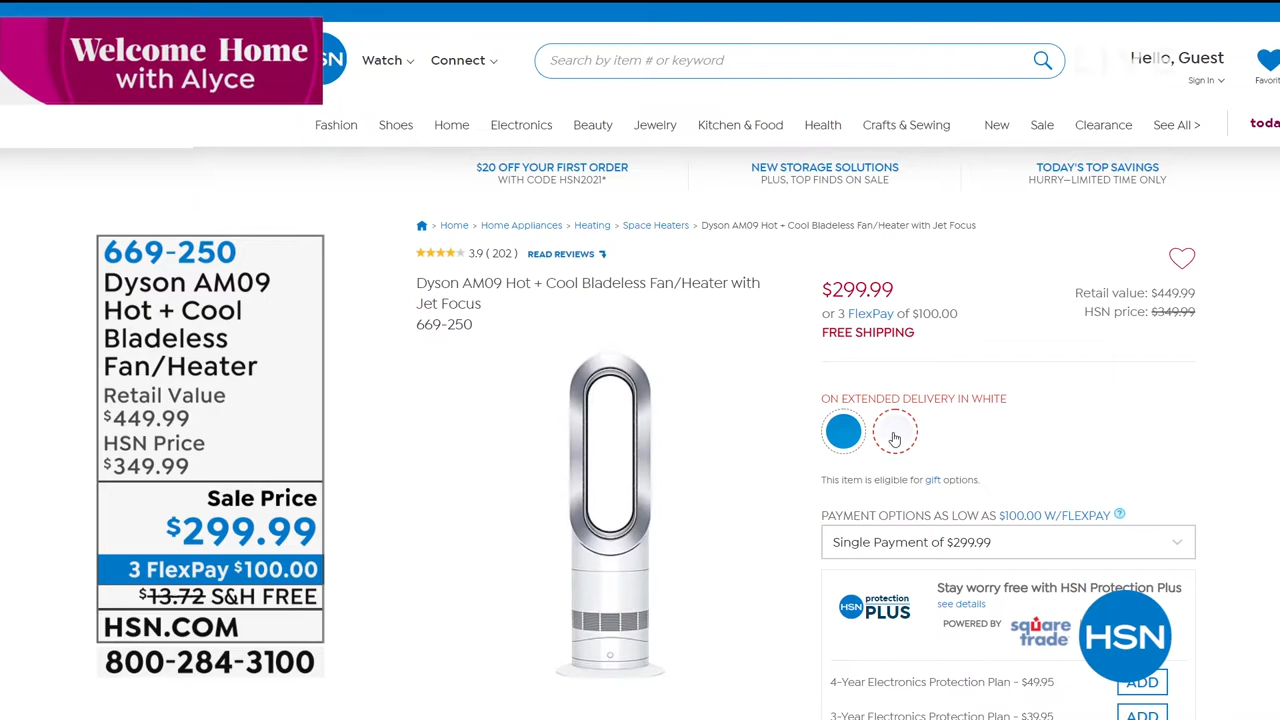 Welcome Home
with Alyce
SN
Watch
Connect
Search by item # or keyword
LIVE
Hello, Guest
Sign In
Favorit
Fashion
Shoes
Home
Electronics
Beauty
Jewelry
Kitchen & Food
Health
Crafts & Sewing
New
Sale
Clearance
See All >
toda
$20 OFF YOUR FIRST ORDER
WITH CODE HSN2021*
NEW STORAGE SOLUTIONS
PLUS, TOP FINDS ON SALE
TODAY'S TOP SAVINGS
HURRY—LIMITED TIME ONLY
> Home > Home Appliances > Heating > Space Heaters > Dyson AM09 Hot + Cool Bladeless Fan/Heater with Jet Focus
3.9 ( 202 ) READ REVIEWS
Dyson AM09 Hot + Cool Bladeless Fan/Heater with
Jet Focus
669-250
$299.99
or 3 FlexPay of $100.00
FREE SHIPPING
Retail value: $449.99
HSN price: $349.99
ON EXTENDED DELIVERY IN WHITE
This item is eligible for gift options.
PAYMENT OPTIONS AS LOW AS $100.00 W/FLEXPAY ?
Single Payment of $299.99
HSN protection PLUS
Stay worry free with HSN Protection Plus
see details
POWERED BY square trade
HSN
4-Year Electronics Protection Plan - $49.95
ADD
3-Year Electronics Protection Plan - $39.95
ADD
669-250
Dyson AM09
Hot + Cool
Bladeless
Fan/Heater
Retail Value
$449.99
HSN Price
$349.99
Sale Price
$299.99
3 FlexPay $100.00
$13.72 S&H FREE
HSN.COM
800-284-3100